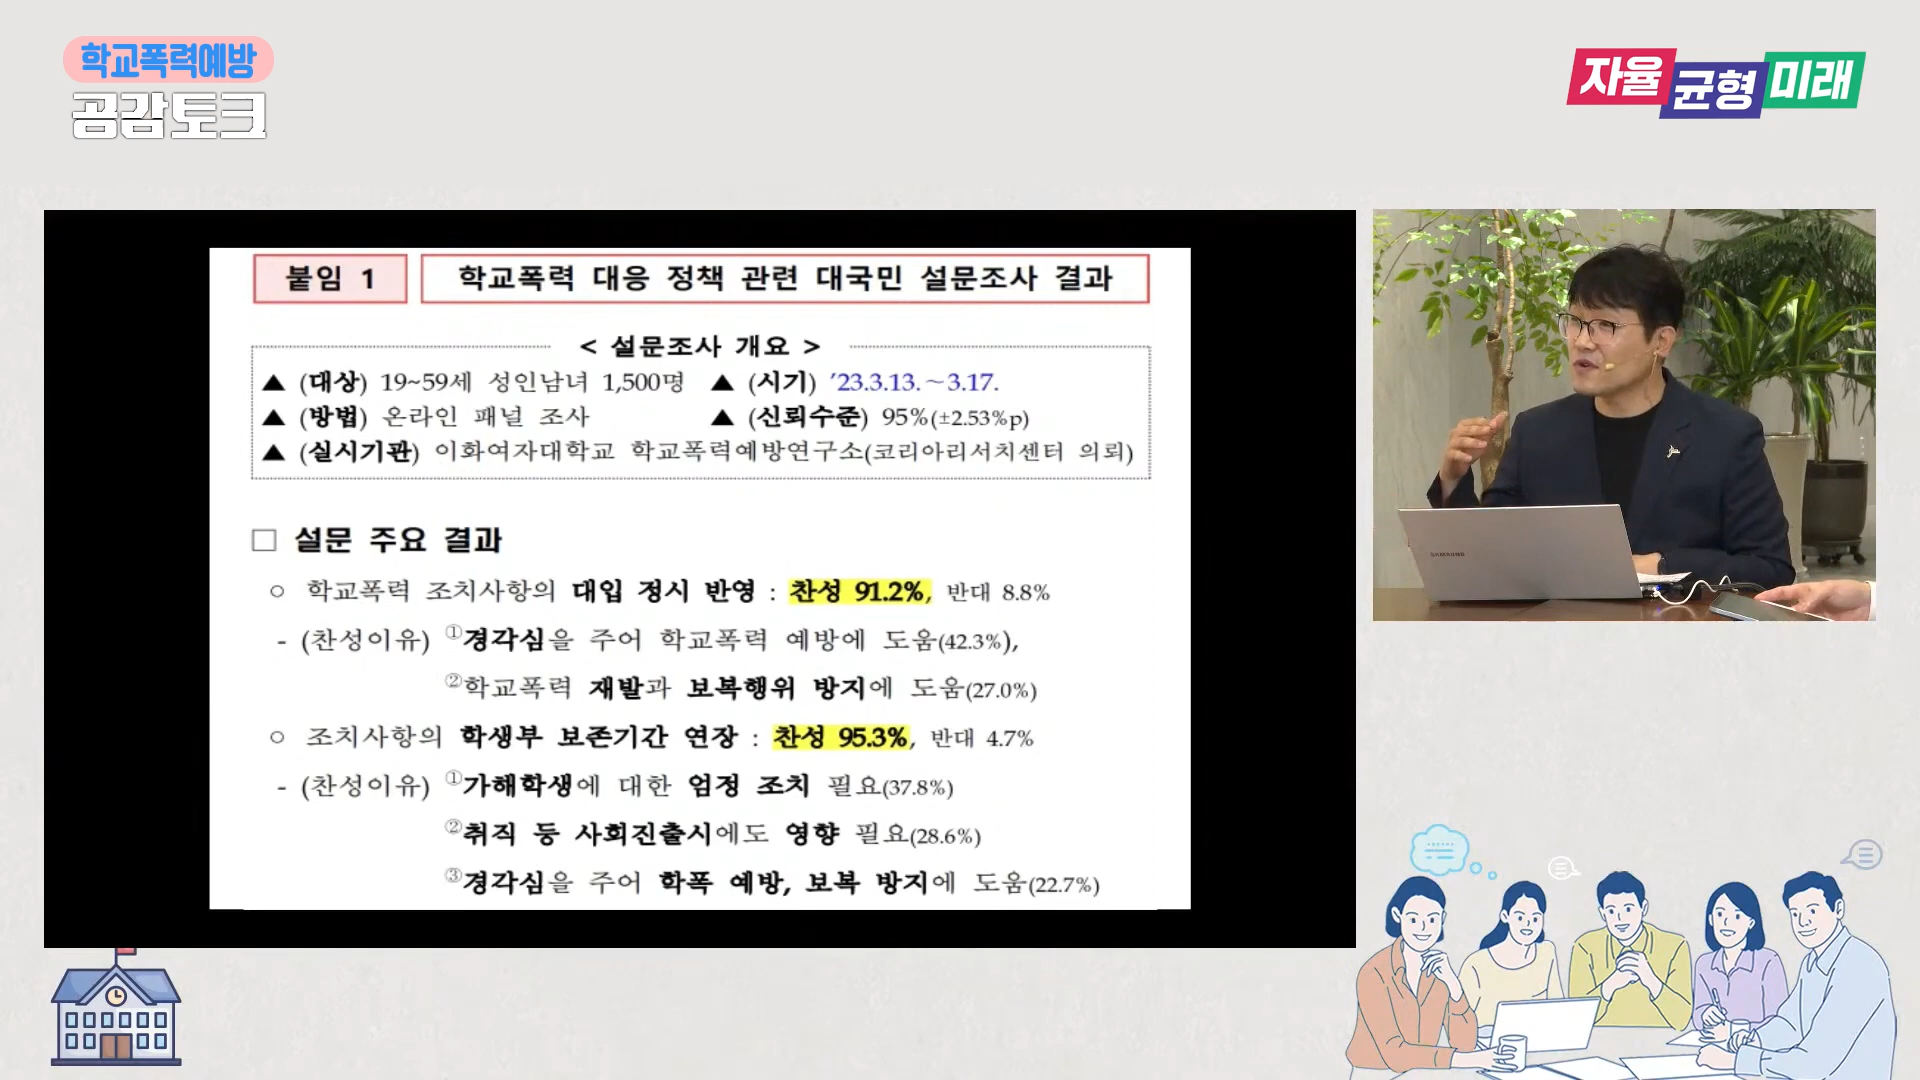 학교폭력예방
공감토크
자율 균형 미래
붙임 1
학교폭력 대응 정책 관련 대국민 설문조사 결과
< 설문조사 개요 >
▲ (대상) 19~59세 성인남녀 1,500명 ▲ (시기) ’23.3.13.～3.17.
▲ (방법) 온라인 패널 조사 ▲ (신뢰수준) 95%(±2.53%p)
▲ (실시기관) 이화여자대학교 학교폭력예방연구소(코리아리서치센터 의뢰)
□ 설문 주요 결과
○ 학교폭력 조치사항의 대입 정시 반영 : 찬성 91.2%, 반대 8.8%
- (찬성이유) ①경각심을 주어 학교폭력 예방에 도움(42.3%),
②학교폭력 재발과 보복행위 방지에 도움(27.0%)
○ 조치사항의 학생부 보존기간 연장 : 찬성 95.3%, 반대 4.7%
- (찬성이유) ①가해학생에 대한 엄정 조치 필요(37.8%)
②취직 등 사회진출시에도 영향 필요(28.6%)
③경각심을 주어 학폭 예방, 보복 방지에 도움(22.7%)
SAMSUNG